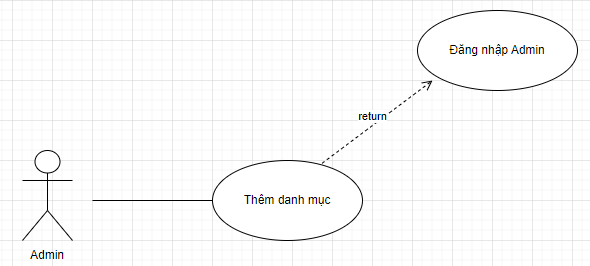 Đăng nhập Admin
return
Thêm danh mục
Admin